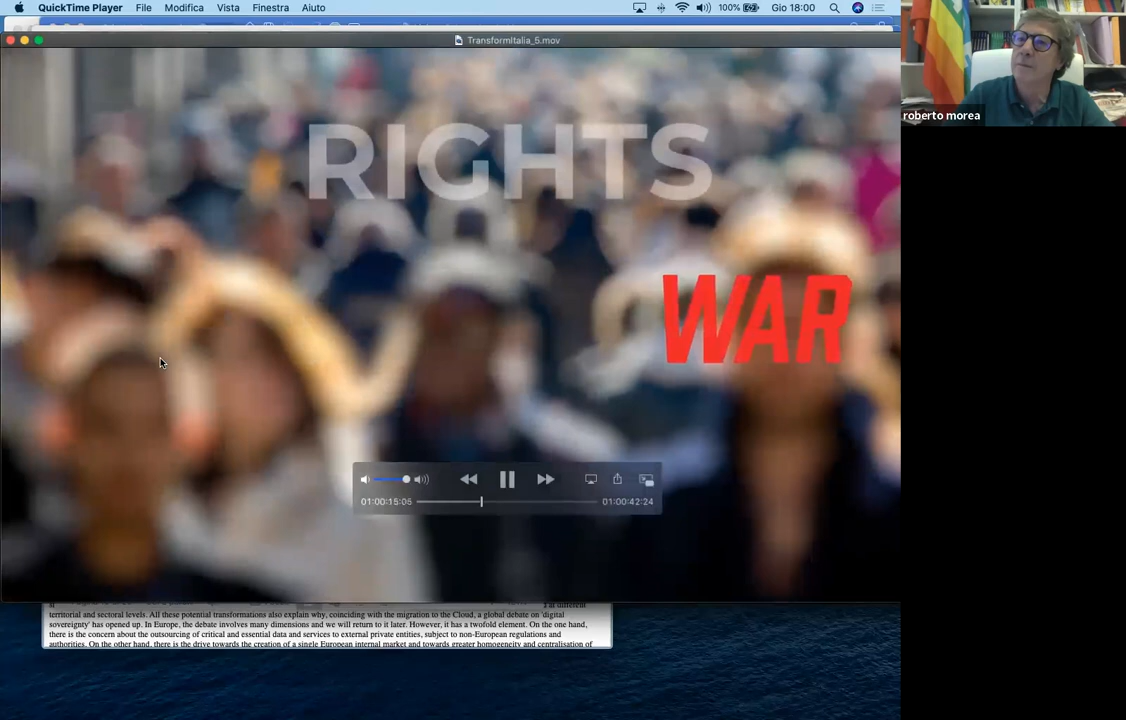 QuickTime Player File Modifica Vista Finestra Aiuto 100% Gio 18:00
TransformItalia_5.mov
roberto morea
RIGHTS
WAR
01:00:15:06 01:00:42:24
territorial and sectoral levels. All these potential transformations also explain why, coinciding with the migration to the Cloud, a global debate on 'digital
sovereignty' has opened up. In Europe, the debate involves many dimensions and we will return to it later. However, it has a twofold element. On the one hand,
there is the concern about the outsourcing of critical and essential data and services to external private entities, subject to non-European regulations and
authorities. On the other hand, there is the drive towards the creation of a single European internal market and towards greater homogeneity and centralisation of